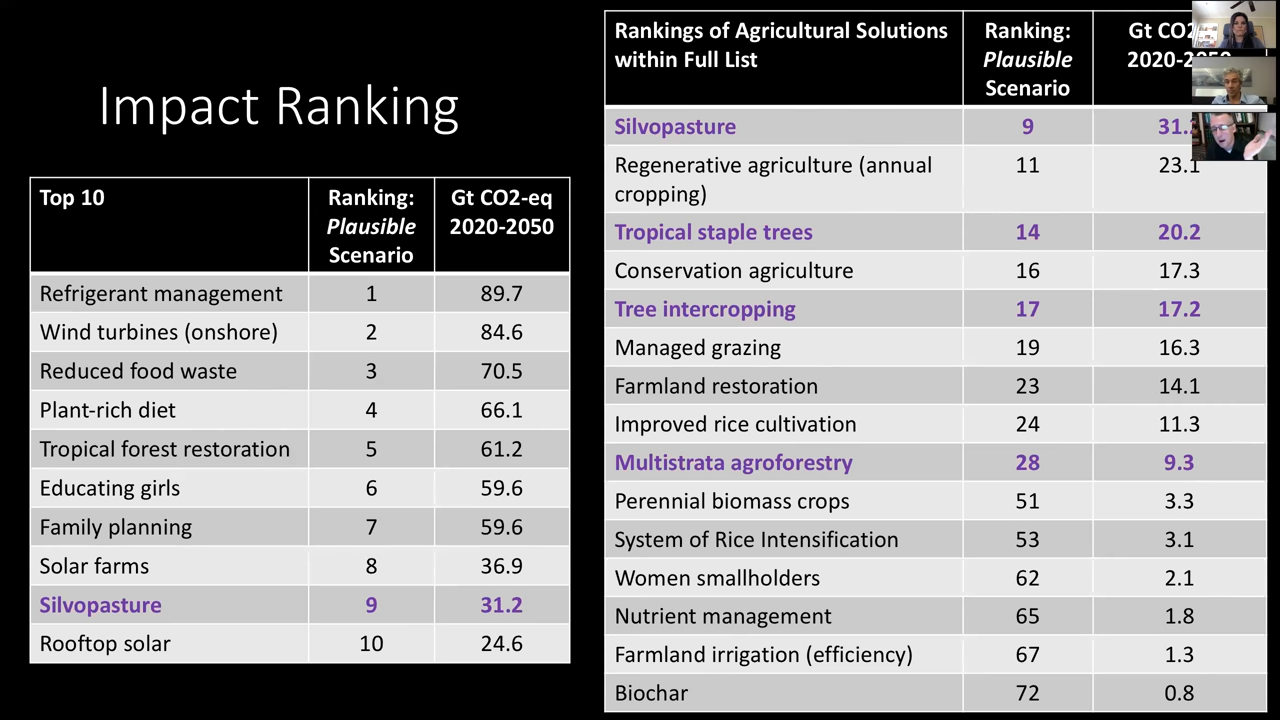 Impact Ranking
Top 10
Ranking:
Plausible
Scenario
Gt CO2-eq
2020-2050
Refrigerant management 1 89.7
Wind turbines (onshore) 2 84.6
Reduced food waste 3 70.5
Plant-rich diet 4 66.1
Tropical forest restoration 5 61.2
Educating girls 6 59.6
Family planning 7 59.6
Solar farms 8 36.9
Silvopasture 9 31.2
Rooftop solar 10 24.6
Rankings of Agricultural Solutions
within Full List
Ranking:
Plausible
Scenario
Gt CO2
Silvopasture 9
Regenerative agriculture (annual
cropping) 11 23.1
Tropical staple trees 14 20.2
Conservation agriculture 16 17.3
Tree intercropping 17 17.2
Managed grazing 19 16.3
Farmland restoration 23 14.1
Improved rice cultivation 24 11.3
Multistrata agroforestry 28 9.3
Perennial biomass crops 51 3.3
System of Rice Intensification 53 3.1
Women smallholders 62 2.1
Nutrient management 65 1.8
Farmland irrigation (efficiency) 67 1.3
Biochar 72 0.8